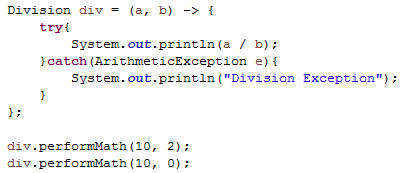 Division div = (a, b) -> {
    try{
        System.out.println(a / b);
    }catch(ArithmeticException e){
        System.out.println("Division Exception");
    }
};

div.performMath(10, 2);
div.performMath(10, 0);